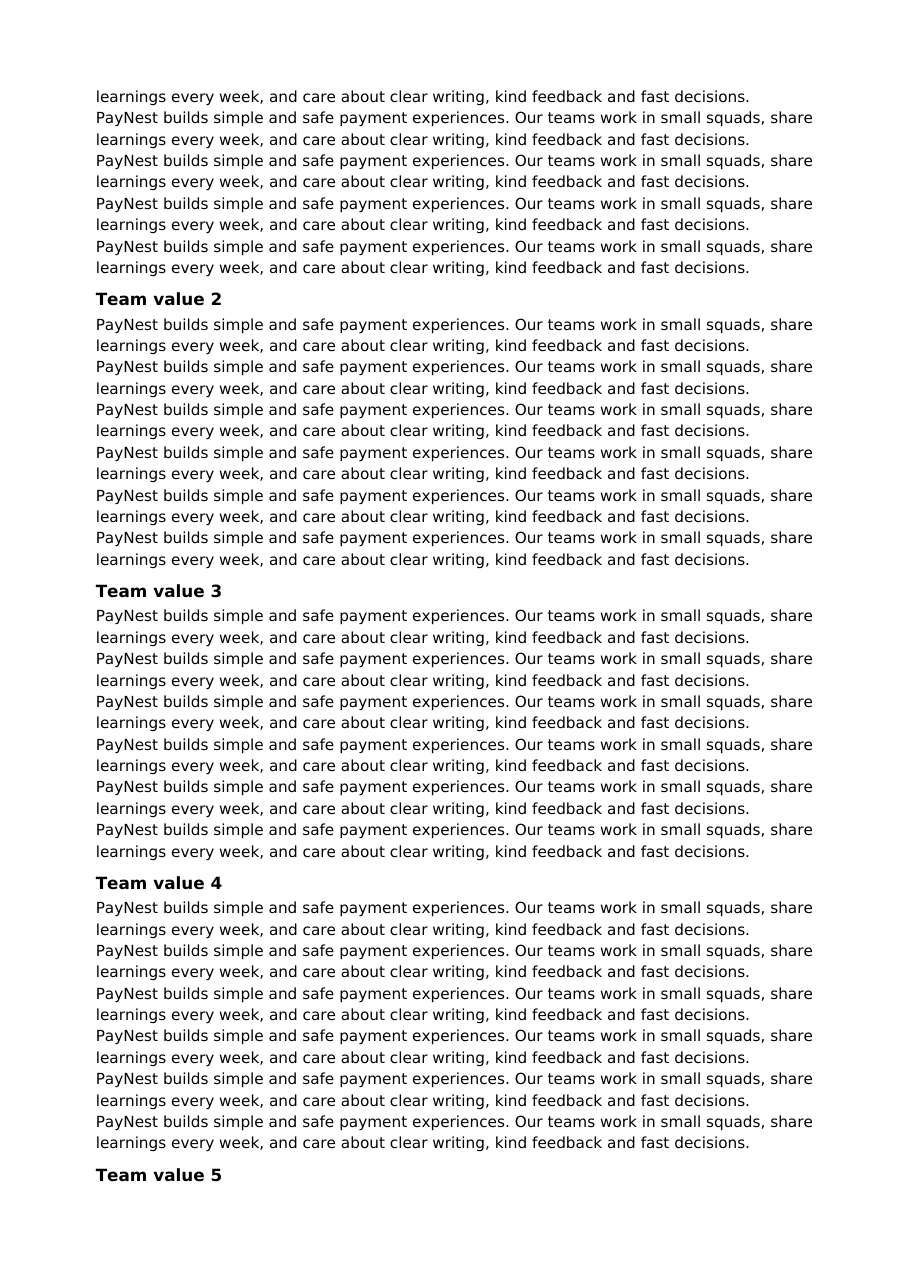 learnings every week, and care about clear writing, kind feedback and fast decisions.
PayNest builds simple and safe payment experiences. Our teams work in small squads, share
learnings every week, and care about clear writing, kind feedback and fast decisions.
PayNest builds simple and safe payment experiences. Our teams work in small squads, share
learnings every week, and care about clear writing, kind feedback and fast decisions.
PayNest builds simple and safe payment experiences. Our teams work in small squads, share
learnings every week, and care about clear writing, kind feedback and fast decisions.
PayNest builds simple and safe payment experiences. Our teams work in small squads, share
learnings every week, and care about clear writing, kind feedback and fast decisions.
Team value 2
PayNest builds simple and safe payment experiences. Our teams work in small squads, share
learnings every week, and care about clear writing, kind feedback and fast decisions.
PayNest builds simple and safe payment experiences. Our teams work in small squads, share
learnings every week, and care about clear writing, kind feedback and fast decisions.
PayNest builds simple and safe payment experiences. Our teams work in small squads, share
learnings every week, and care about clear writing, kind feedback and fast decisions.
PayNest builds simple and safe payment experiences. Our teams work in small squads, share
learnings every week, and care about clear writing, kind feedback and fast decisions.
PayNest builds simple and safe payment experiences. Our teams work in small squads, share
learnings every week, and care about clear writing, kind feedback and fast decisions.
PayNest builds simple and safe payment experiences. Our teams work in small squads, share
learnings every week, and care about clear writing, kind feedback and fast decisions.
Team value 3
PayNest builds simple and safe payment experiences. Our teams work in small squads, share
learnings every week, and care about clear writing, kind feedback and fast decisions.
PayNest builds simple and safe payment experiences. Our teams work in small squads, share
learnings every week, and care about clear writing, kind feedback and fast decisions.
PayNest builds simple and safe payment experiences. Our teams work in small squads, share
learnings every week, and care about clear writing, kind feedback and fast decisions.
PayNest builds simple and safe payment experiences. Our teams work in small squads, share
learnings every week, and care about clear writing, kind feedback and fast decisions.
PayNest builds simple and safe payment experiences. Our teams work in small squads, share
learnings every week, and care about clear writing, kind feedback and fast decisions.
PayNest builds simple and safe payment experiences. Our teams work in small squads, share
learnings every week, and care about clear writing, kind feedback and fast decisions.
Team value 4
PayNest builds simple and safe payment experiences. Our teams work in small squads, share
learnings every week, and care about clear writing, kind feedback and fast decisions.
PayNest builds simple and safe payment experiences. Our teams work in small squads, share
learnings every week, and care about clear writing, kind feedback and fast decisions.
PayNest builds simple and safe payment experiences. Our teams work in small squads, share
learnings every week, and care about clear writing, kind feedback and fast decisions.
PayNest builds simple and safe payment experiences. Our teams work in small squads, share
learnings every week, and care about clear writing, kind feedback and fast decisions.
PayNest builds simple and safe payment experiences. Our teams work in small squads, share
learnings every week, and care about clear writing, kind feedback and fast decisions.
PayNest builds simple and safe payment experiences. Our teams work in small squads, share
learnings every week, and care about clear writing, kind feedback and fast decisions.
Team value 5